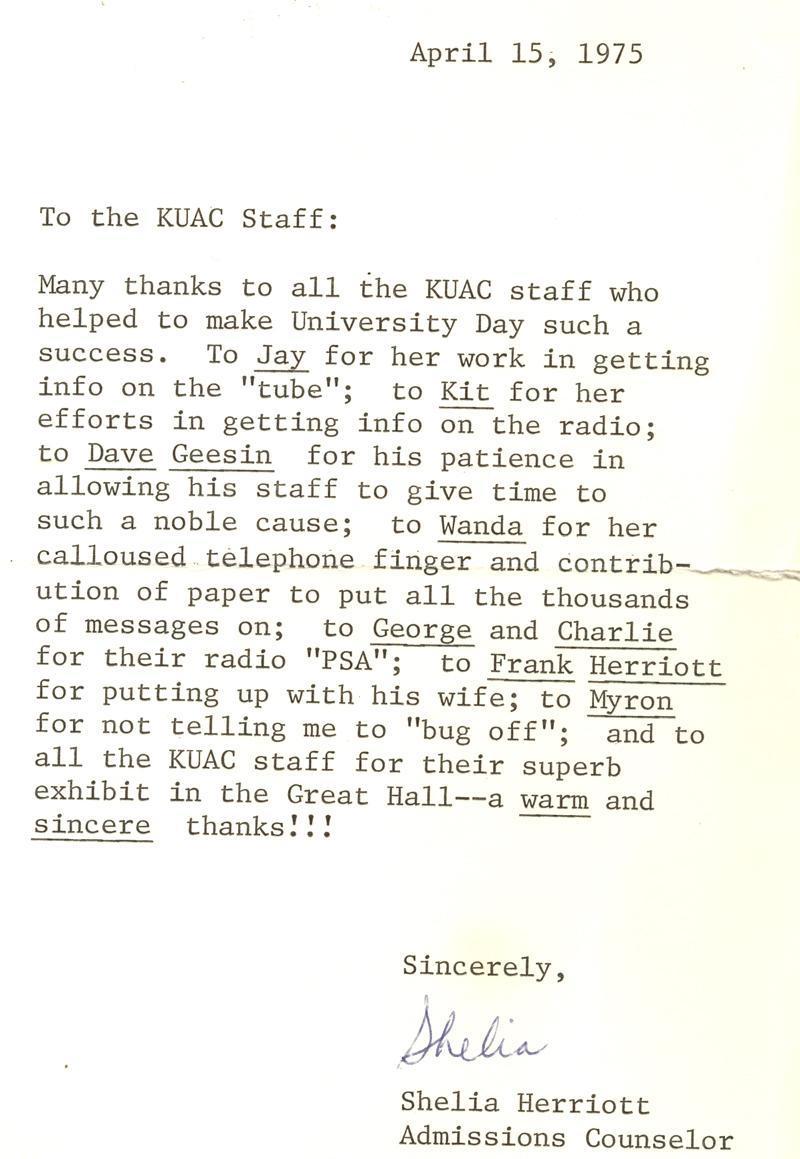 April 15, 1975
To the KUAC Staff:
Many thanks to all the KUAC staff who
helped to make University Day such a
success.  To Jay for her work in getting
info on the "tube";  to Kit for her
efforts in getting info on the radio;
to Dave Geesin  for his patience in
allowing his staff to give time to
such a noble cause;  to Wanda for her
calloused telephone finger and contrib-
ution of paper to put all the thousands
of messages on;  to George and Charlie
for their radio "PSA";  to Frank Herriott
for putting up with his wife; to Myron
for not telling me to "bug off";  and to
all the KUAC staff for their superb
exhibit in the Great Hall--a warm and
sincere  thanks!!!
Sincerely,
Shelia
Shelia Herriott
Admissions Counselor